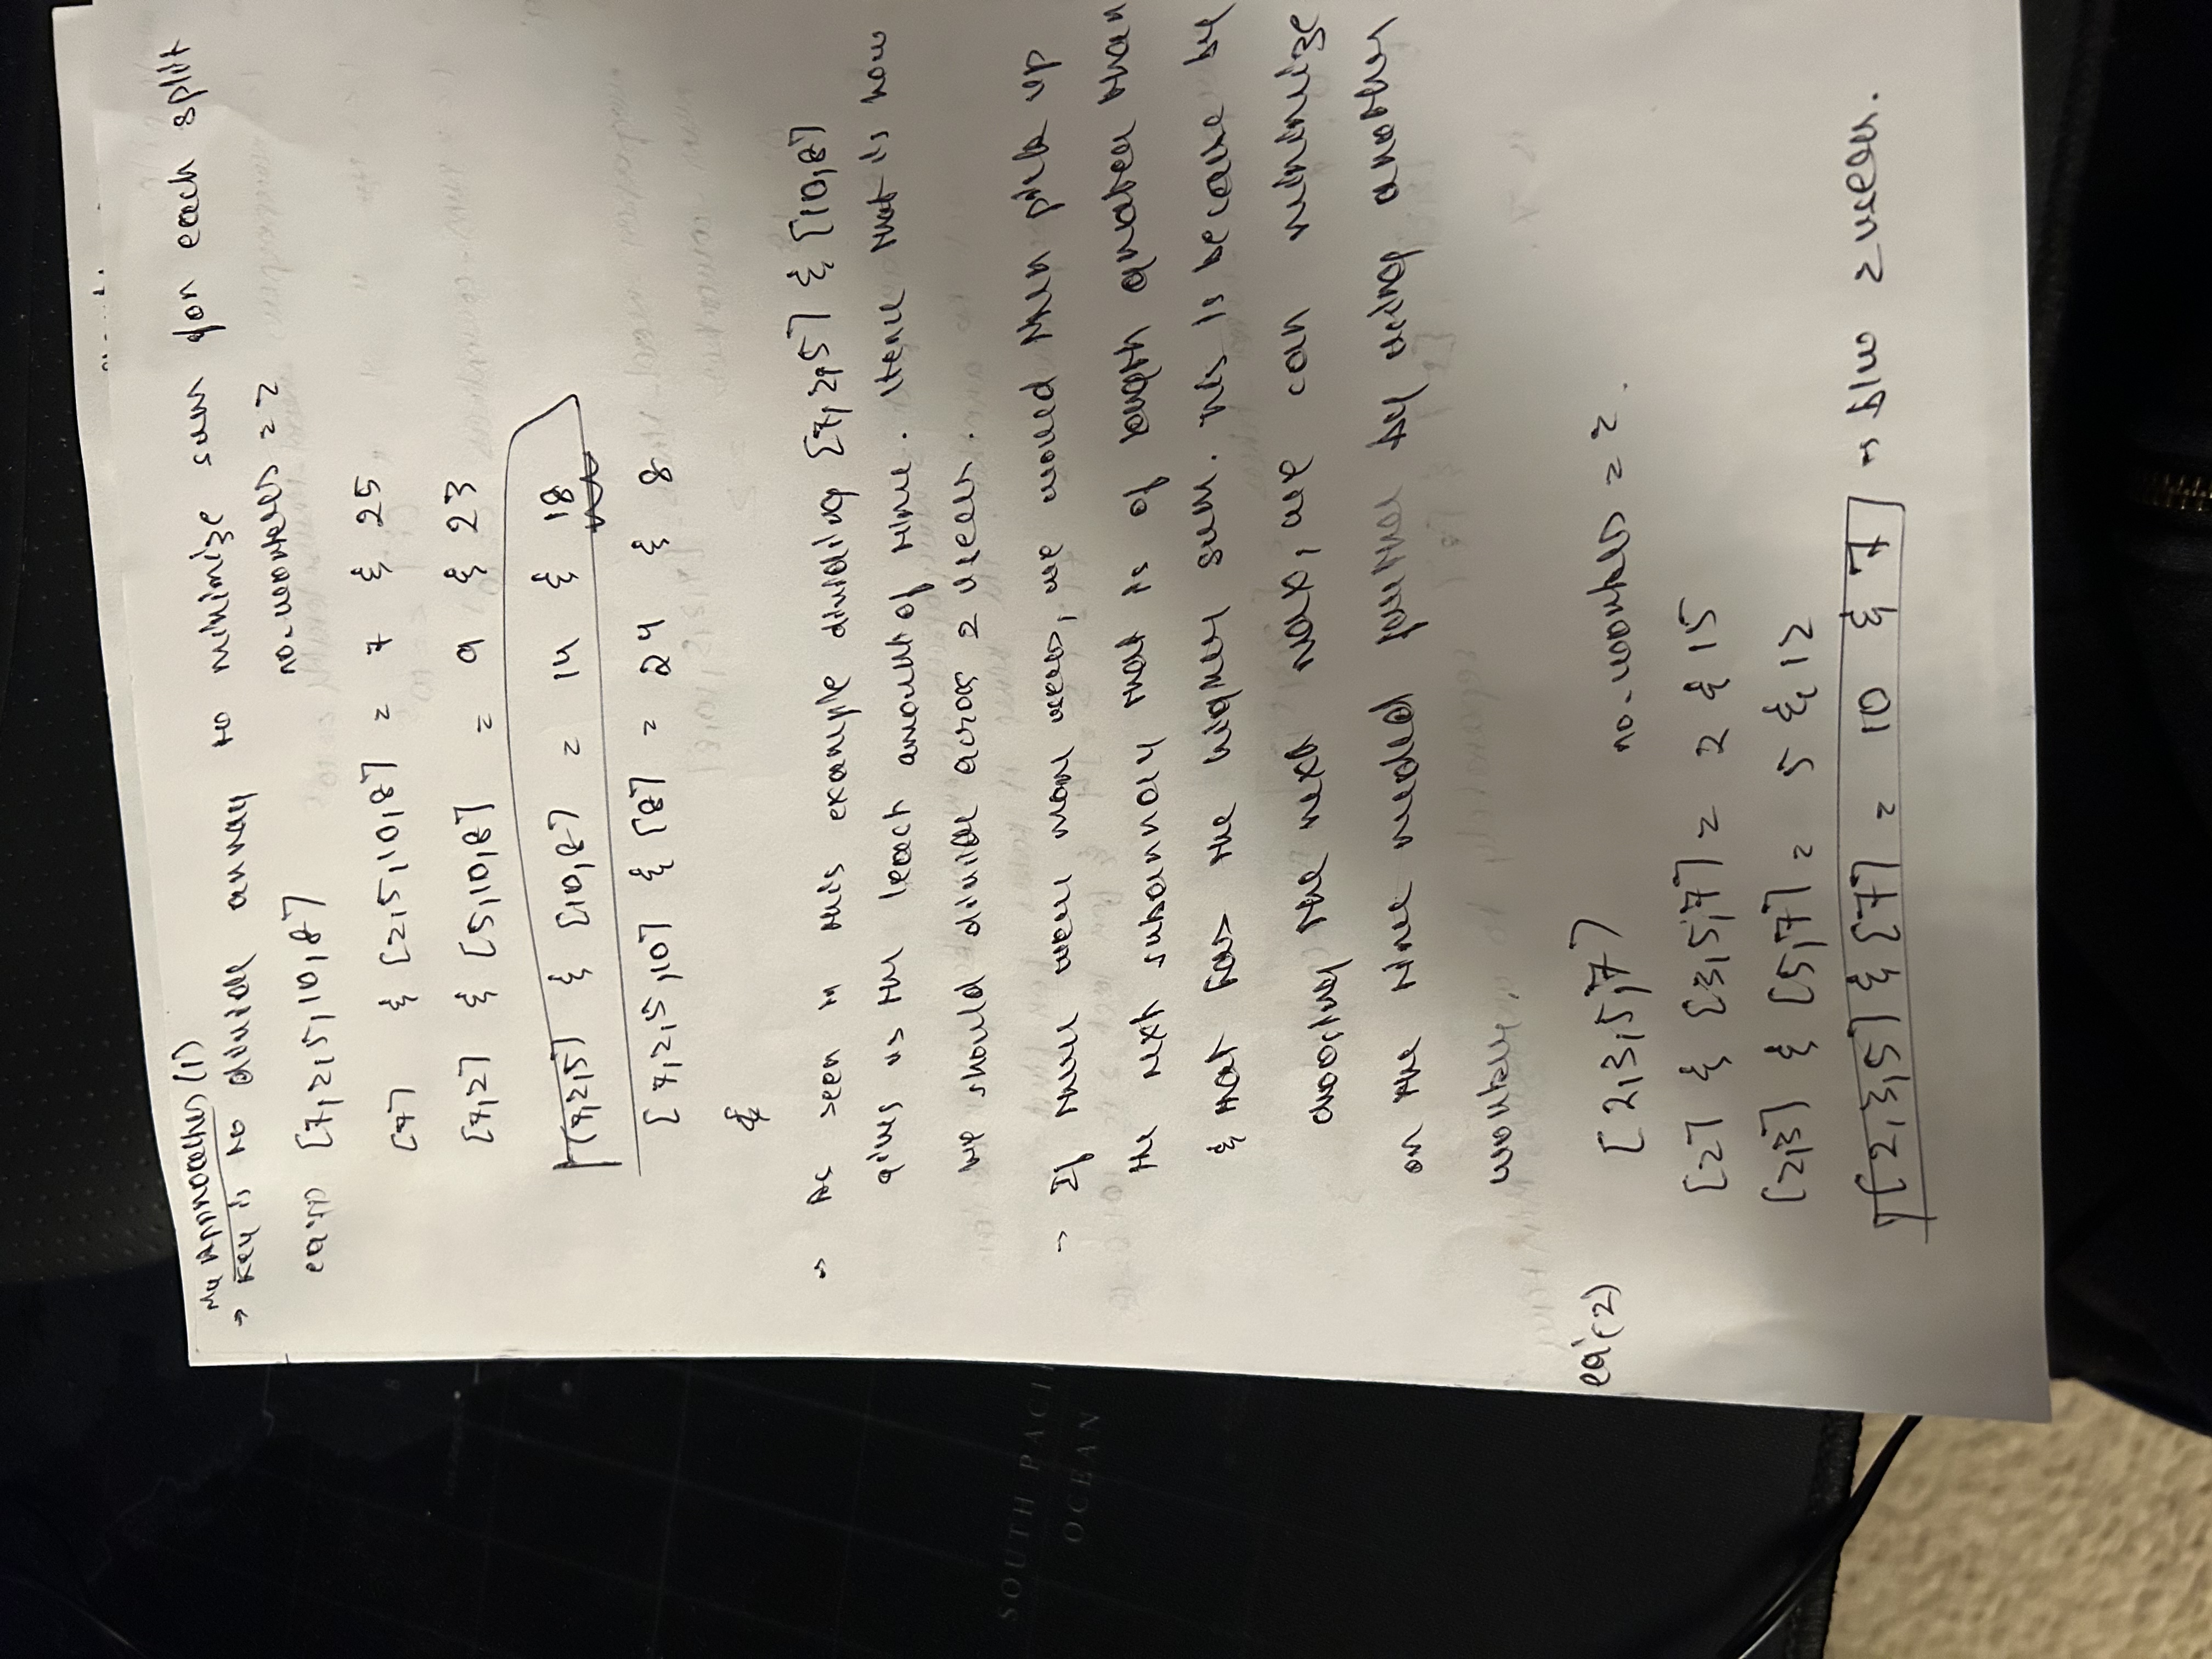 My Approaches (1)
→ key is to divide array to minimize sum for each split
eg(1) [7,2,5,10,8] no. workers = 2
[7] & [2,5,10,8] = 7 & 25
[7,2] & [5,10,8] = 9 & 23
[7,2,5] & [10,8] = 14 & 18
[7,2,5,10] & [8] = 24 & 8
&
→ As seen in this example dividing [7,2,5] & [10,8]
gives us the least amount of time. Hence that is how
we should divide across 2 users.
→ If there were more users, we would then pick up
the next subarray that is of length greater than
& that has the higher sum. This is because by
choosing the next max, we can minimize
on the time needed further by using another
worker.
eg(2) [2,3,5,7] no. workers = 2.
[2] & [3,5,7] = 2 & 15
[2,3] & [5,7] = 5 & 12
[2,3,5] & [7] = 10 & 7 → b/w 2 users.
SOUTH PACI
OCEAN